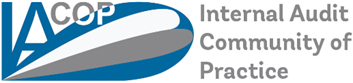 IACOP
Internal Audit
Community of
Practice